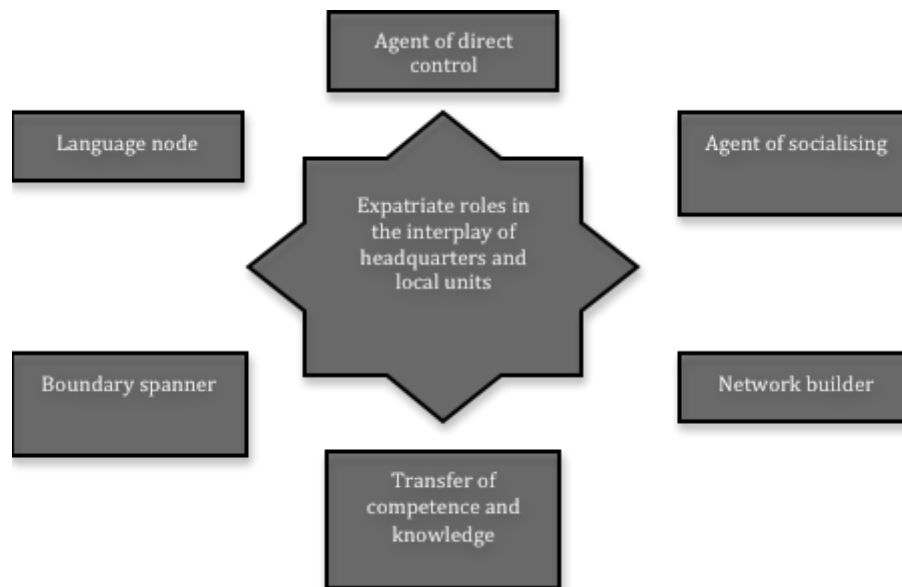 Agent of direct
control
Language node
Agent of socialising
Expatriate roles in
the interplay of
headquarters and
local units
Boundary spanner
Network builder
Transfer of
competence and
knowledge